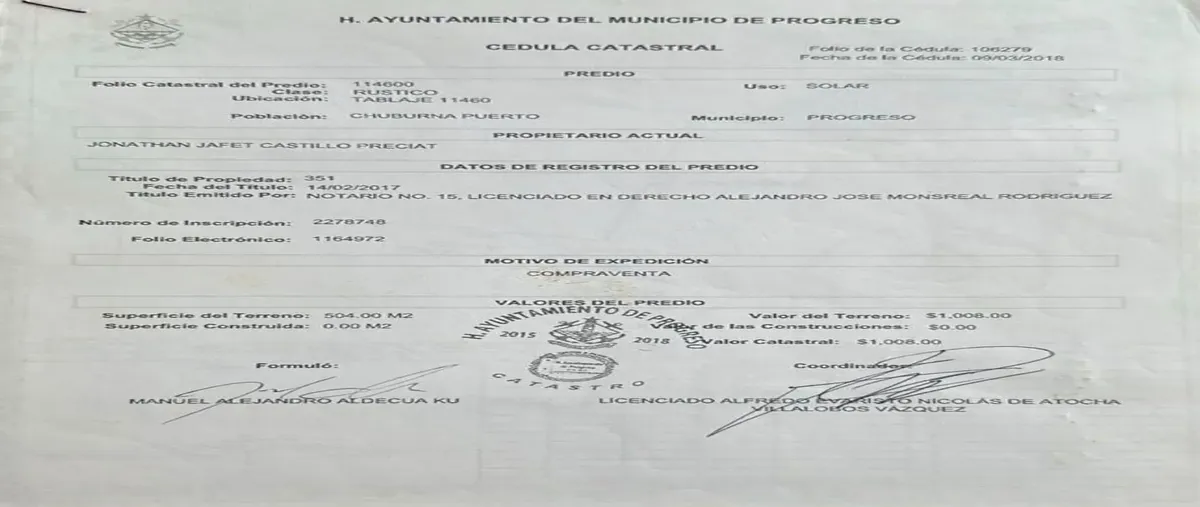 H. AYUNTAMIENTO DEL MUNICIPIO DE PROGRESO
CEDULA CATASTRAL
Folio de la Cédula: 106279
Fecha de la Cédula: 09/03/2018
PREDIO
Folio Catastral del Predio: 114600
Uso: SOLAR
Clase: RUSTICO
Ubicación: TABLAJE 11460
Población: CHUBURNA PUERTO
Municipio: PROGRESO
PROPIETARIO ACTUAL
JONATHAN JAFET CASTILLO PRECIAT
DATOS DE REGISTRO DEL PREDIO
Título de Propiedad: 351
Fecha del Título: 14/02/2017
Título Emitido Por: NOTARIO NO. 15, LICENCIADO EN DERECHO ALEJANDRO JOSE MONSREAL RODRIGUEZ
Número de Inscripción: 2278748
Folio Electrónico: 1164972
MOTIVO DE EXPEDICIÓN
COMPRAVENTA
VALORES DEL PREDIO
Superficie del Terreno: 504.00 M2
Valor del Terreno: $1,008.00
Superficie Construida: 0.00 M2
Valor de las Construcciones: $0.00
Valor Catastral: $1,008.00
H. AYUNTAMIENTO DE PROGRESO
2015 2018
CATASTRO
Formuló:
Coordinador:
MANUEL ALEJANDRO ALDECUA KU
LICENCIADO ALFREDO EVARISTO NICOLÁS DE ATOCHA
VILLALOBOS VÁZQUEZ